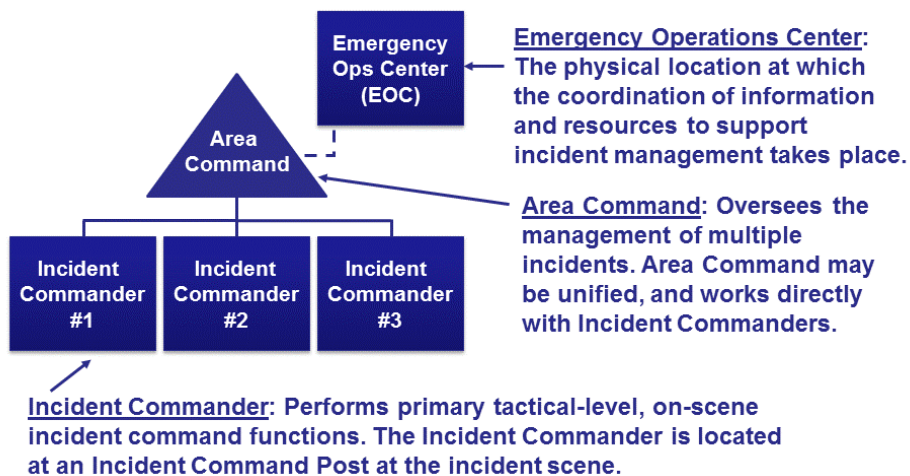 Emergency
Ops Center
(EOC)
Emergency Operations Center:
The physical location at which
the coordination of information
and resources to support
incident management takes place.
Area
Command
Area Command: Oversees the
management of multiple
incidents. Area Command may
be unified, and works directly
with Incident Commanders.
Incident
Commander
#1
Incident
Commander
#2
Incident
Commander
#3
Incident Commander: Performs primary tactical-level, on-scene
incident command functions. The Incident Commander is located
at an Incident Command Post at the incident scene.